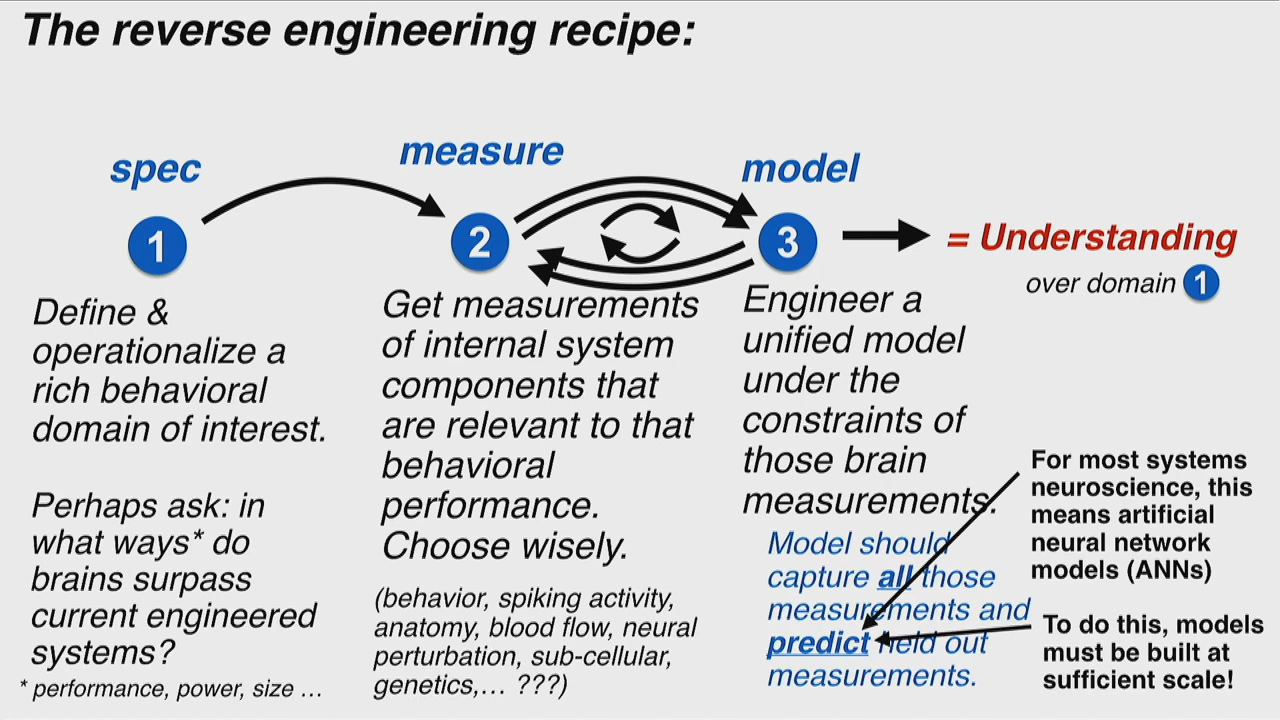 The reverse engineering recipe:
spec
measure
model
1
2
3
= Understanding
over domain 1
Define &
operationalize a
rich behavioral
domain of interest.
Perhaps ask: in
what ways* do
brains surpass
current engineered
systems?
* performance, power, size ...
Get measurements
of internal system
components that
are relevant to that
behavioral
performance.
Choose wisely.
(behavior, spiking activity,
anatomy, blood flow, neural
perturbation, sub-cellular,
genetics,... ???)
Engineer a
unified model
under the
constraints of
those brain
measurements.
Model should
capture all those
measurements and
predict held out
measurements.
For most systems
neuroscience, this
means artificial
neural network
models (ANNs)
To do this, models
must be built at
sufficient scale!